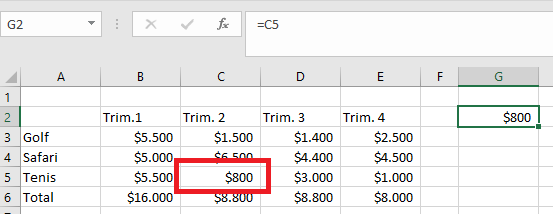 G2 fx =C5
A B C D E F G
1
2 Trim.1 Trim. 2 Trim. 3 Trim. 4 $800
3 Golf $5.500 $1.500 $1.400 $2.500
4 Safari $5.000 $6.500 $4.400 $4.500
5 Tenis $5.500 $800 $3.000 $1.000
6 Total $16.000 $8.800 $8.800 $8.000